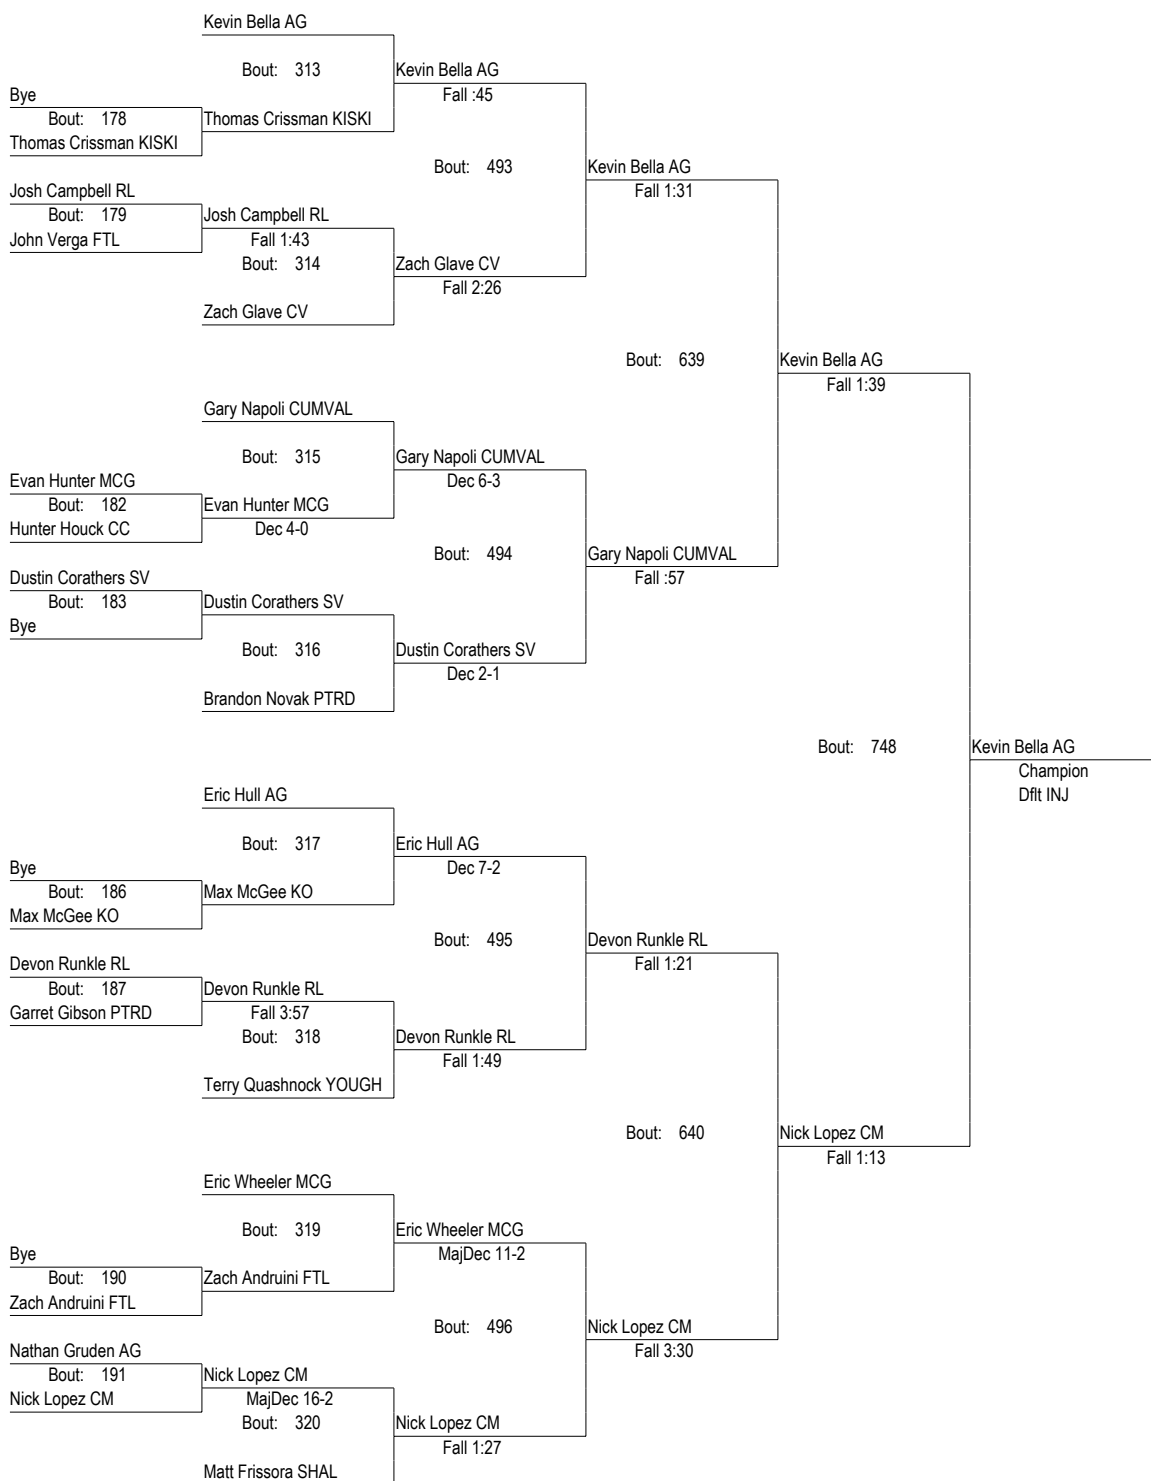 Kevin Bella AG
Bout: 313
Kevin Bella AG
Fall :45
Bye
Bout: 178
Thomas Crissman KISKI
Thomas Crissman KISKI
Bout: 493
Kevin Bella AG
Fall 1:31
Josh Campbell RL
Bout: 179
John Verga FTL
Josh Campbell RL
Fall 1:43
Bout: 314
Zach Glave CV
Fall 2:26
Zach Glave CV
Bout: 639
Kevin Bella AG
Fall 1:39
Gary Napoli CUMVAL
Bout: 315
Gary Napoli CUMVAL
Dec 6-3
Evan Hunter MCG
Bout: 182
Hunter Houck CC
Evan Hunter MCG
Dec 4-0
Bout: 494
Gary Napoli CUMVAL
Fall :57
Dustin Corathers SV
Bout: 183
Bye
Dustin Corathers SV
Bout: 316
Dustin Corathers SV
Dec 2-1
Brandon Novak PTRD
Bout: 748
Kevin Bella AG
Champion
Dflt INJ
Eric Hull AG
Bout: 317
Eric Hull AG
Dec 7-2
Bye
Bout: 186
Max McGee KO
Max McGee KO
Bout: 495
Devon Runkle RL
Fall 1:21
Devon Runkle RL
Bout: 187
Garret Gibson PTRD
Devon Runkle RL
Fall 3:57
Bout: 318
Devon Runkle RL
Fall 1:49
Terry Quashnock YOUGH
Bout: 640
Nick Lopez CM
Fall 1:13
Eric Wheeler MCG
Bout: 319
Eric Wheeler MCG
MajDec 11-2
Bye
Bout: 190
Zach Andruini FTL
Zach Andruini FTL
Bout: 496
Nick Lopez CM
Fall 3:30
Nathan Gruden AG
Bout: 191
Nick Lopez CM
Nick Lopez CM
MajDec 16-2
Bout: 320
Nick Lopez CM
Fall 1:27
Matt Frissora SHAL